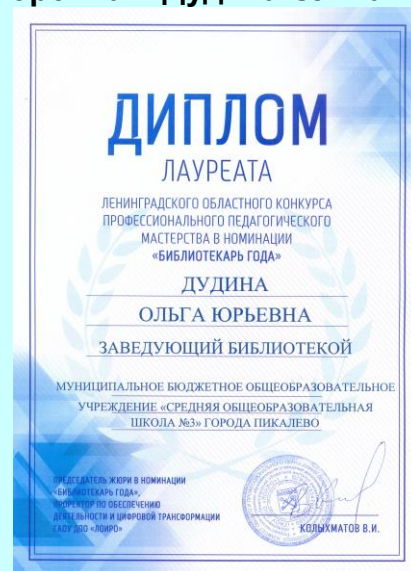 ДИПЛОМ
ЛАУРЕАТА
ЛЕНИНГРАДСКОГО ОБЛАСТНОГО КОНКУРСА
ПРОФЕССИОНАЛЬНОГО ПЕДАГОГИЧЕСКОГО
МАСТЕРСТВА В НОМИНАЦИИ
«БИБЛИОТЕКАРЬ ГОДА»
ДУДИНА
ОЛЬГА ЮРЬЕВНА
ЗАВЕДУЮЩИЙ БИБЛИОТЕКОЙ
МУНИЦИПАЛЬНОЕ БЮДЖЕТНОЕ ОБЩЕОБРАЗОВАТЕЛЬНОЕ
УЧРЕЖДЕНИЕ «СРЕДНЯЯ ОБЩЕОБРАЗОВАТЕЛЬНАЯ
ШКОЛА №3» ГОРОДА ПИКАЛЕВО
ПРЕДСЕДАТЕЛЬ ЖЮРИ В НОМИНАЦИИ
«БИБЛИОТЕКАРЬ ГОДА»,
ПРОРЕКТОР ПО ОБЕСПЕЧЕНИЮ
ДЕЯТЕЛЬНОСТИ И ЦИФРОВОЙ ТРАНСФОРМАЦИИ
ГАОУ ДПО «ЛОИРО»
КОЛЫХМАТОВ В.И.